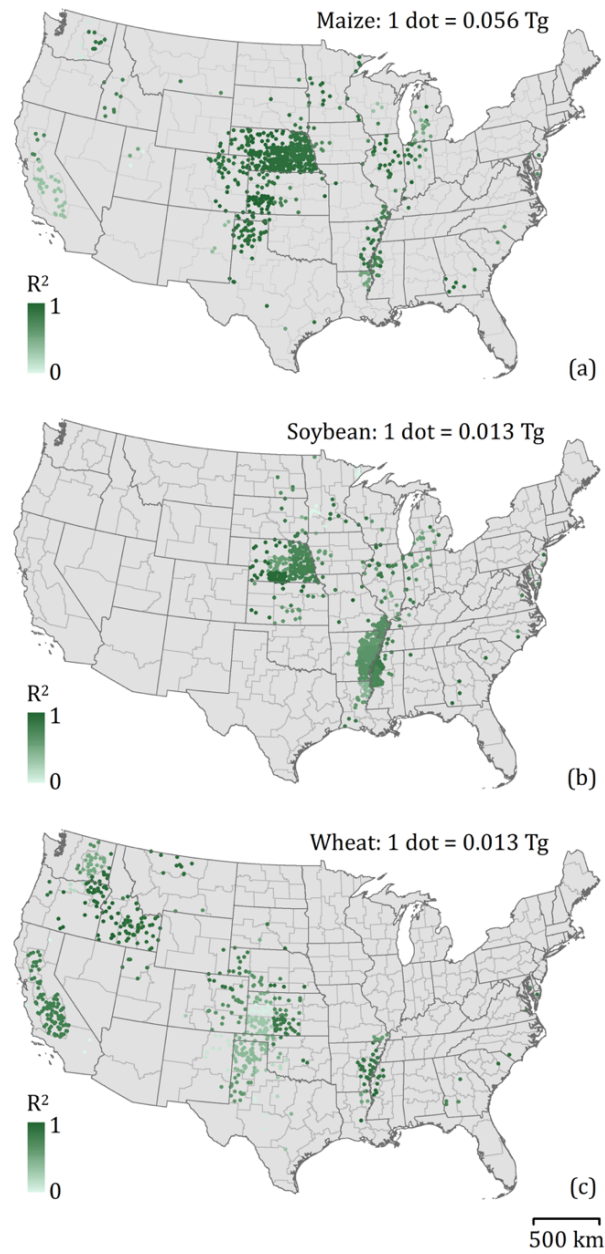 Maize: 1 dot = 0.056 Tg
R²
1
0
(a)
Soybean: 1 dot = 0.013 Tg
R²
1
0
(b)
Wheat: 1 dot = 0.013 Tg
R²
1
0
(c)
500 km